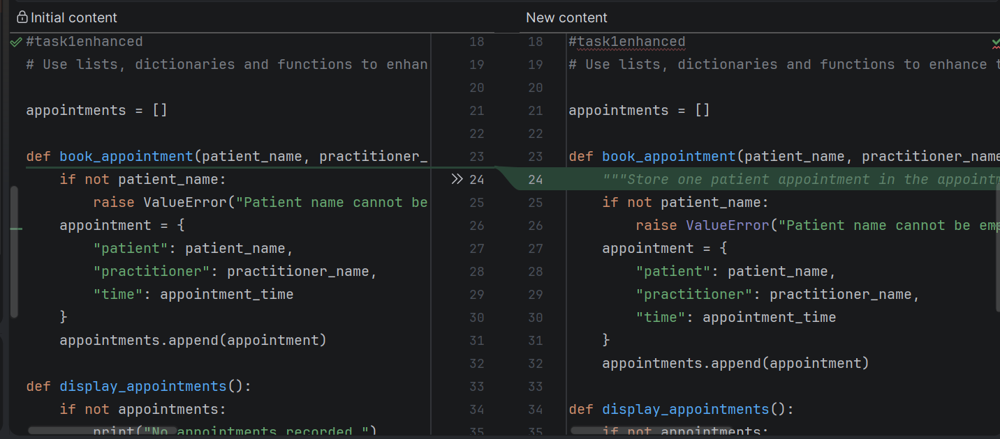 Initial content
#task1enhanced
# Use lists, dictionaries and functions to enhan
appointments = []
def book_appointment(patient_name, practitioner_
if not patient_name:
raise ValueError("Patient name cannot be
appointment = {
"patient": patient_name,
"practitioner": practitioner_name,
"time": appointment_time
}
appointments.append(appointment)
def display_appointments():
if not appointments:
print("No appointments recorded.")
18
19
20
21
22
23
24
25
26
27
28
29
30
31
32
33
34
35
New content
18 #task1enhanced
19 # Use lists, dictionaries and functions to enhance t
20
21 appointments = []
22
23 def book_appointment(patient_name, practitioner_name
24 """Store one patient appointment in the appointm
25 if not patient_name:
26 raise ValueError("Patient name cannot be emp
27 appointment = {
28 "patient": patient_name,
29 "practitioner": practitioner_name,
30 "time": appointment_time
31 }
32 appointments.append(appointment)
33
34 def display_appointments():
35 if not appointments: